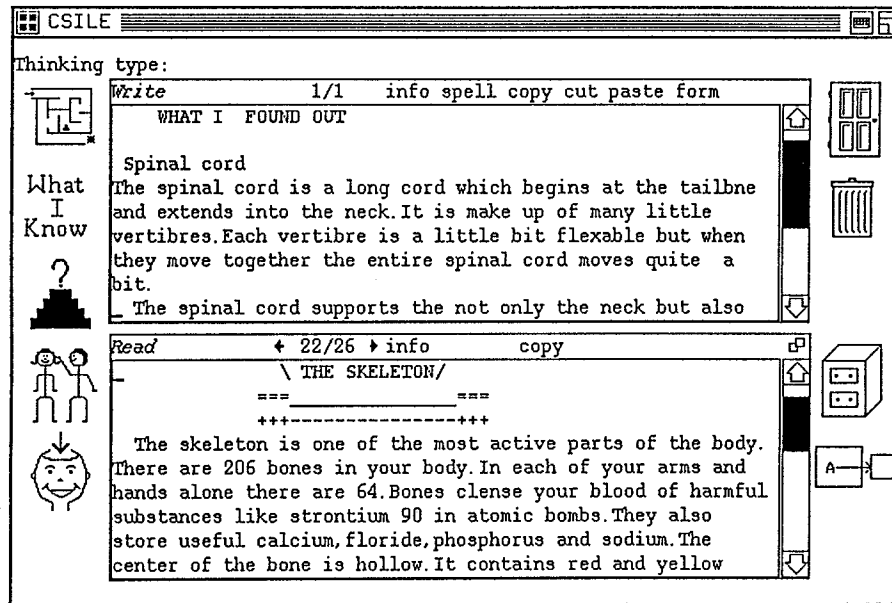 CSILE
Thinking type:
Write 1/1 info spell copy cut paste form
WHAT I FOUND OUT
Spinal cord
The spinal cord is a long cord which begins at the tailbne
and extends into the neck.It is make up of many little
vertibres.Each vertibre is a little bit flexable but when
they move together the entire spinal cord moves quite a
bit.
_ The spinal cord supports the not only the neck but also
What
I
Know
?
Read ← 22/26 → info copy
\ THE SKELETON/
===_________________===
+++-----------------+++
The skeleton is one of the most active parts of the body.
There are 206 bones in your body.In each of your arms and
hands alone there are 64.Bones clense your blood of harmful
substances like strontium 90 in atomic bombs.They also
store useful calcium,floride,phosphorus and sodium.The
center of the bone is hollow.It contains red and yellow
A